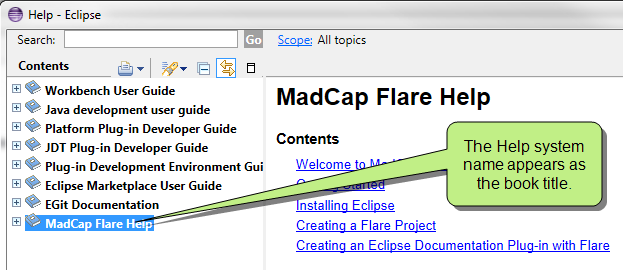 Help - Eclipse
Search: Go Scope: All topics
Contents
Workbench User Guide
Java development user guide
Platform Plug-in Developer Guide
JDT Plug-in Developer Guide
Plug-in Development Environment Gui
Eclipse Marketplace User Guide
EGit Documentation
MadCap Flare Help
MadCap Flare Help
Contents
Welcome to Mad
Started
Installing Eclipse
Creating a Flare Project
Creating an Eclipse Documentation Plug-in with Flare
The Help system
name appears as
the book title.